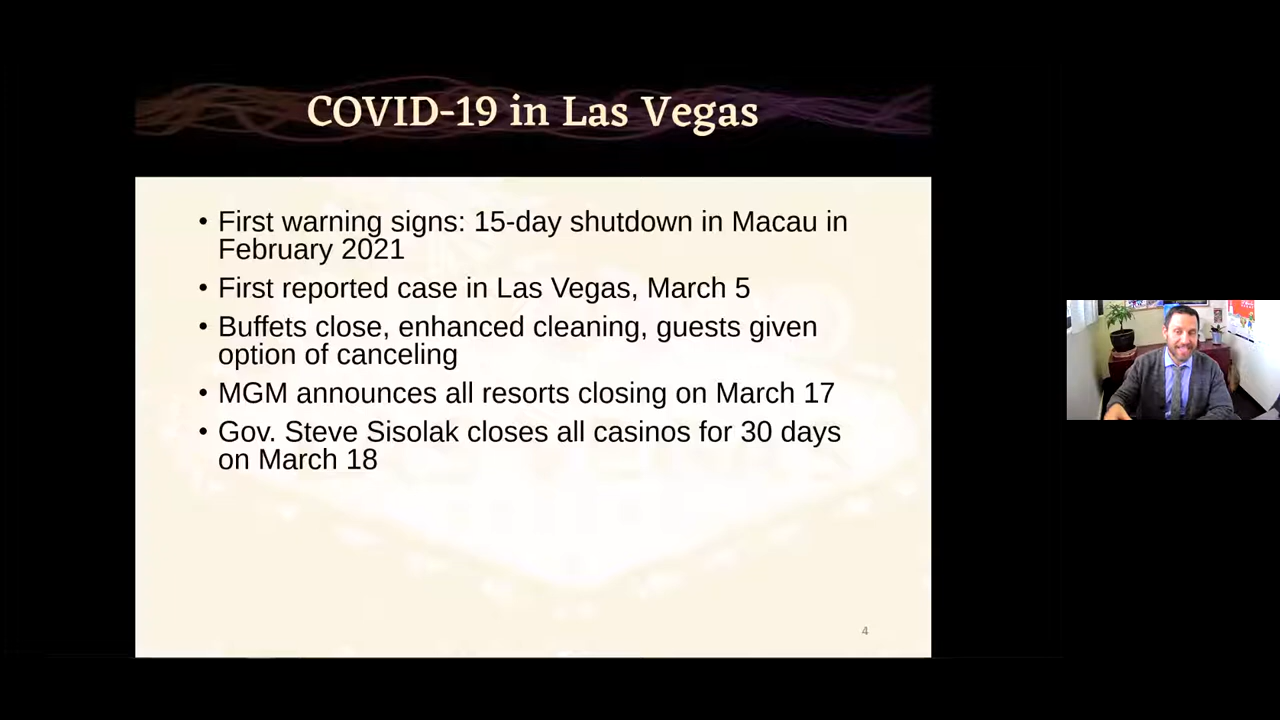 COVID-19 in Las Vegas
• First warning signs: 15-day shutdown in Macau in
February 2021
• First reported case in Las Vegas, March 5
• Buffets close, enhanced cleaning, guests given
option of canceling
• MGM announces all resorts closing on March 17
• Gov. Steve Sisolak closes all casinos for 30 days
on March 18
4